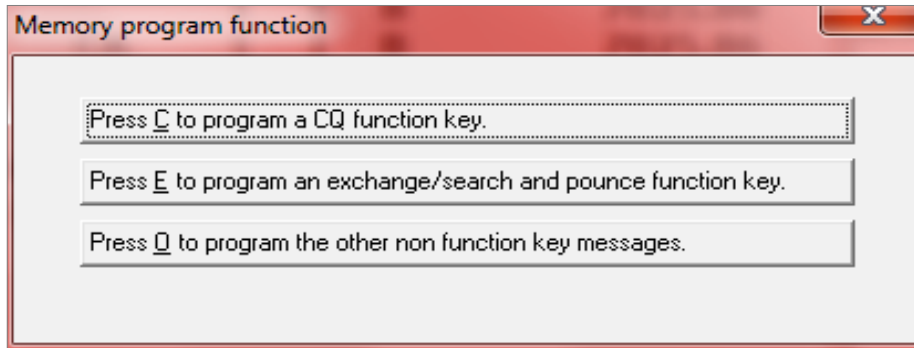 Memory program function
Press C to program a CQ function key.
Press E to program an exchange/search and pounce function key.
Press O to program the other non function key messages.